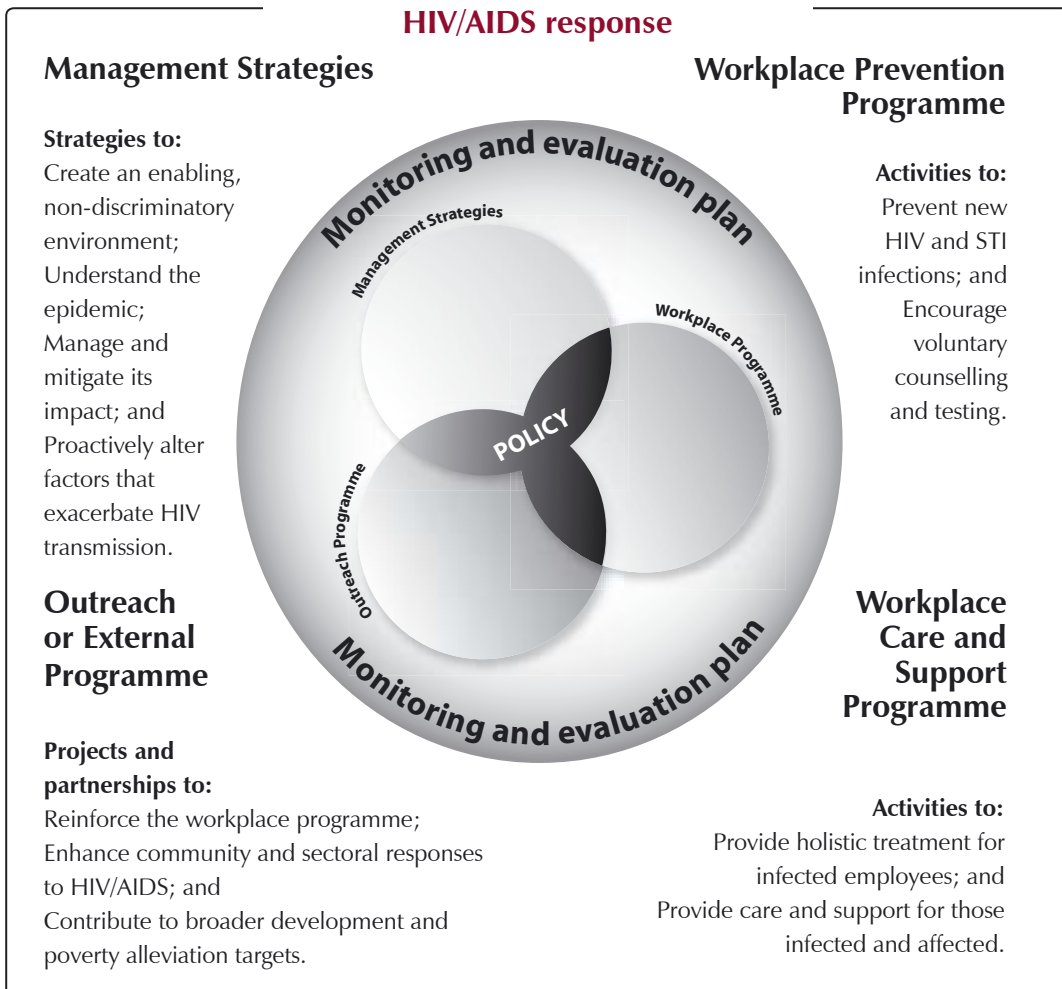 HIV/AIDS response
Management Strategies
Strategies to:
Create an enabling,
non-discriminatory
environment;
Understand the
epidemic;
Manage and
mitigate its
impact; and
Proactively alter
factors that
exacerbate HIV
transmission.
Workplace Prevention
Programme
Activities to:
Prevent new
HIV and STI
infections; and
Encourage
voluntary
counselling
and testing.
Monitoring and evaluation plan
Management Strategies
Workplace Programme
POLICY
Outreach Programme
Monitoring and evaluation plan
Outreach
or External
Programme
Projects and
partnerships to:
Reinforce the workplace programme;
Enhance community and sectoral responses
to HIV/AIDS; and
Contribute to broader development and
poverty alleviation targets.
Workplace
Care and
Support
Programme
Activities to:
Provide holistic treatment for
infected employees; and
Provide care and support for those
infected and affected.